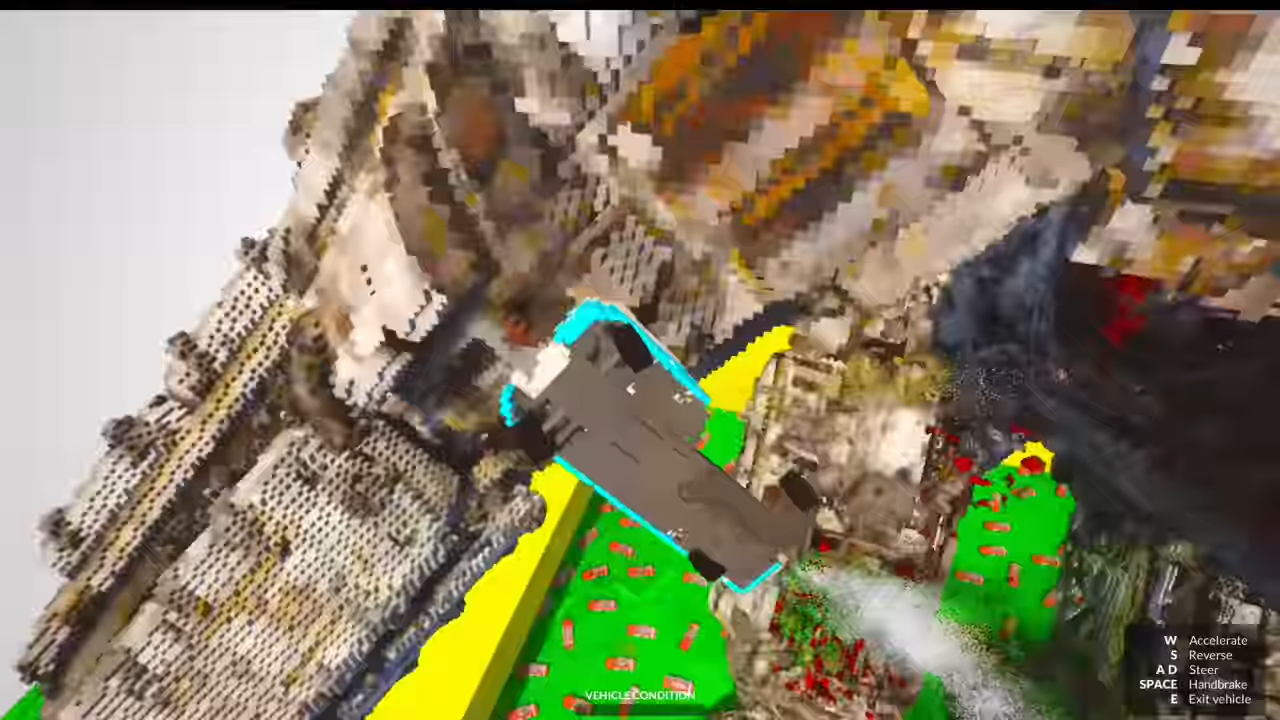 W Accelerate
S Reverse
A D Steer
SPACE Handbrake
E Exit vehicle
VEHICLE CONDITION